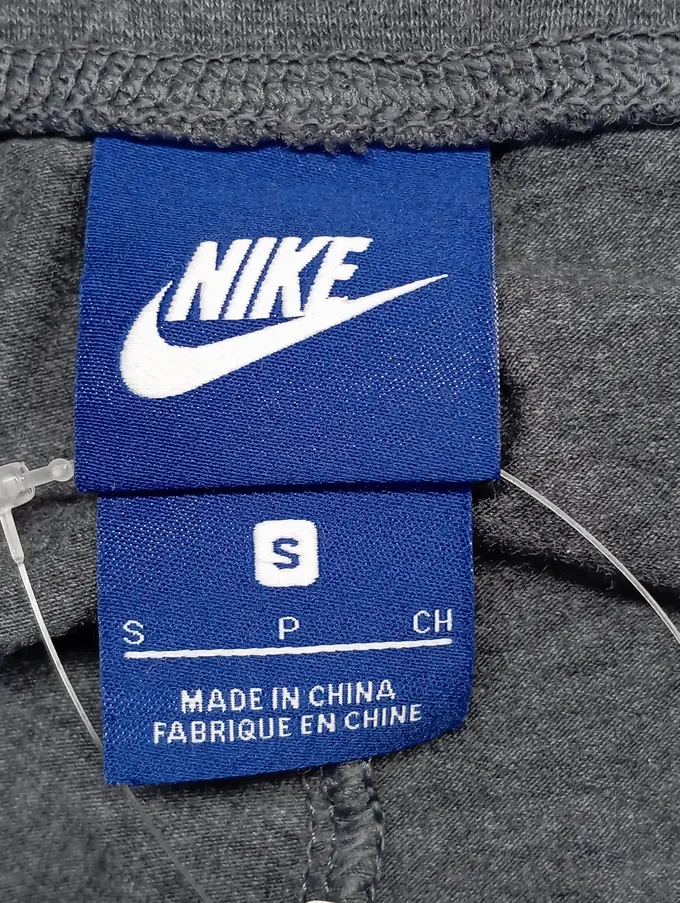 NIKE
S
S P CH
MADE IN CHINA
FABRIQUE EN CHINE